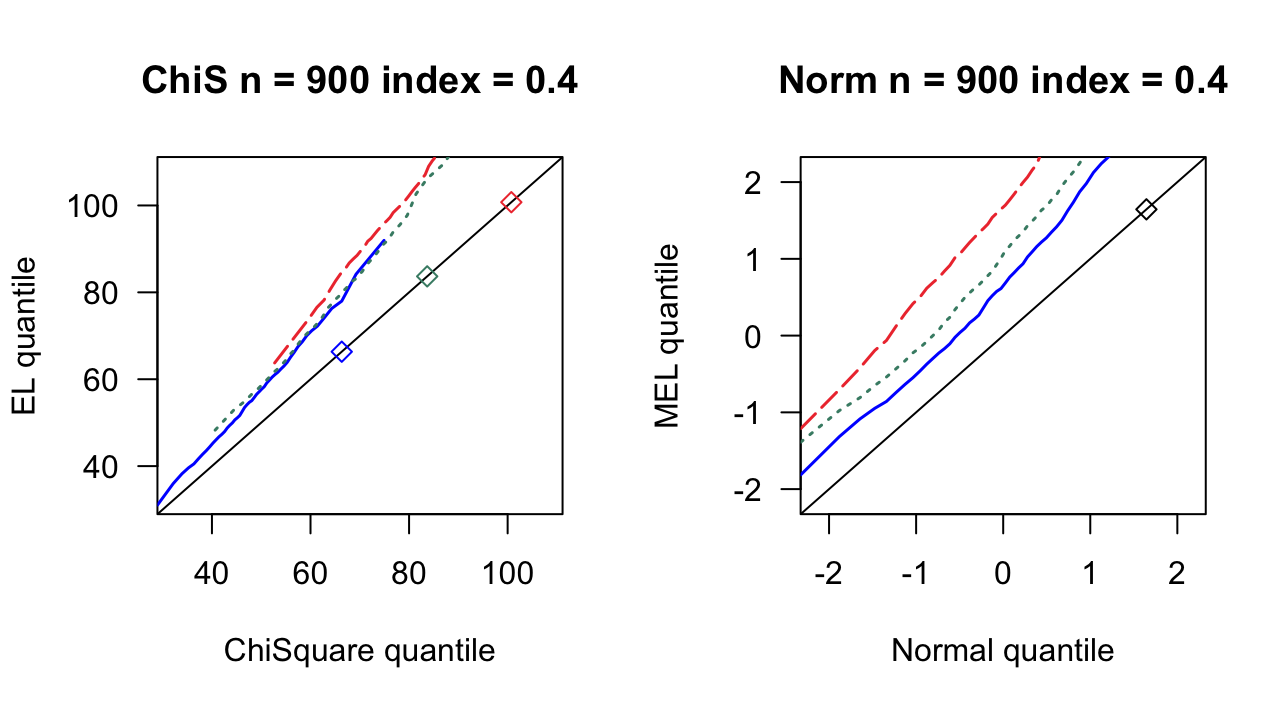 ChiS n = 900 index = 0.4
EL quantile
100
80
60
40
40 60 80 100
ChiSquare quantile
Norm n = 900 index = 0.4
MEL quantile
2
1
0
-1
-2
-2 -1 0 1 2
Normal quantile